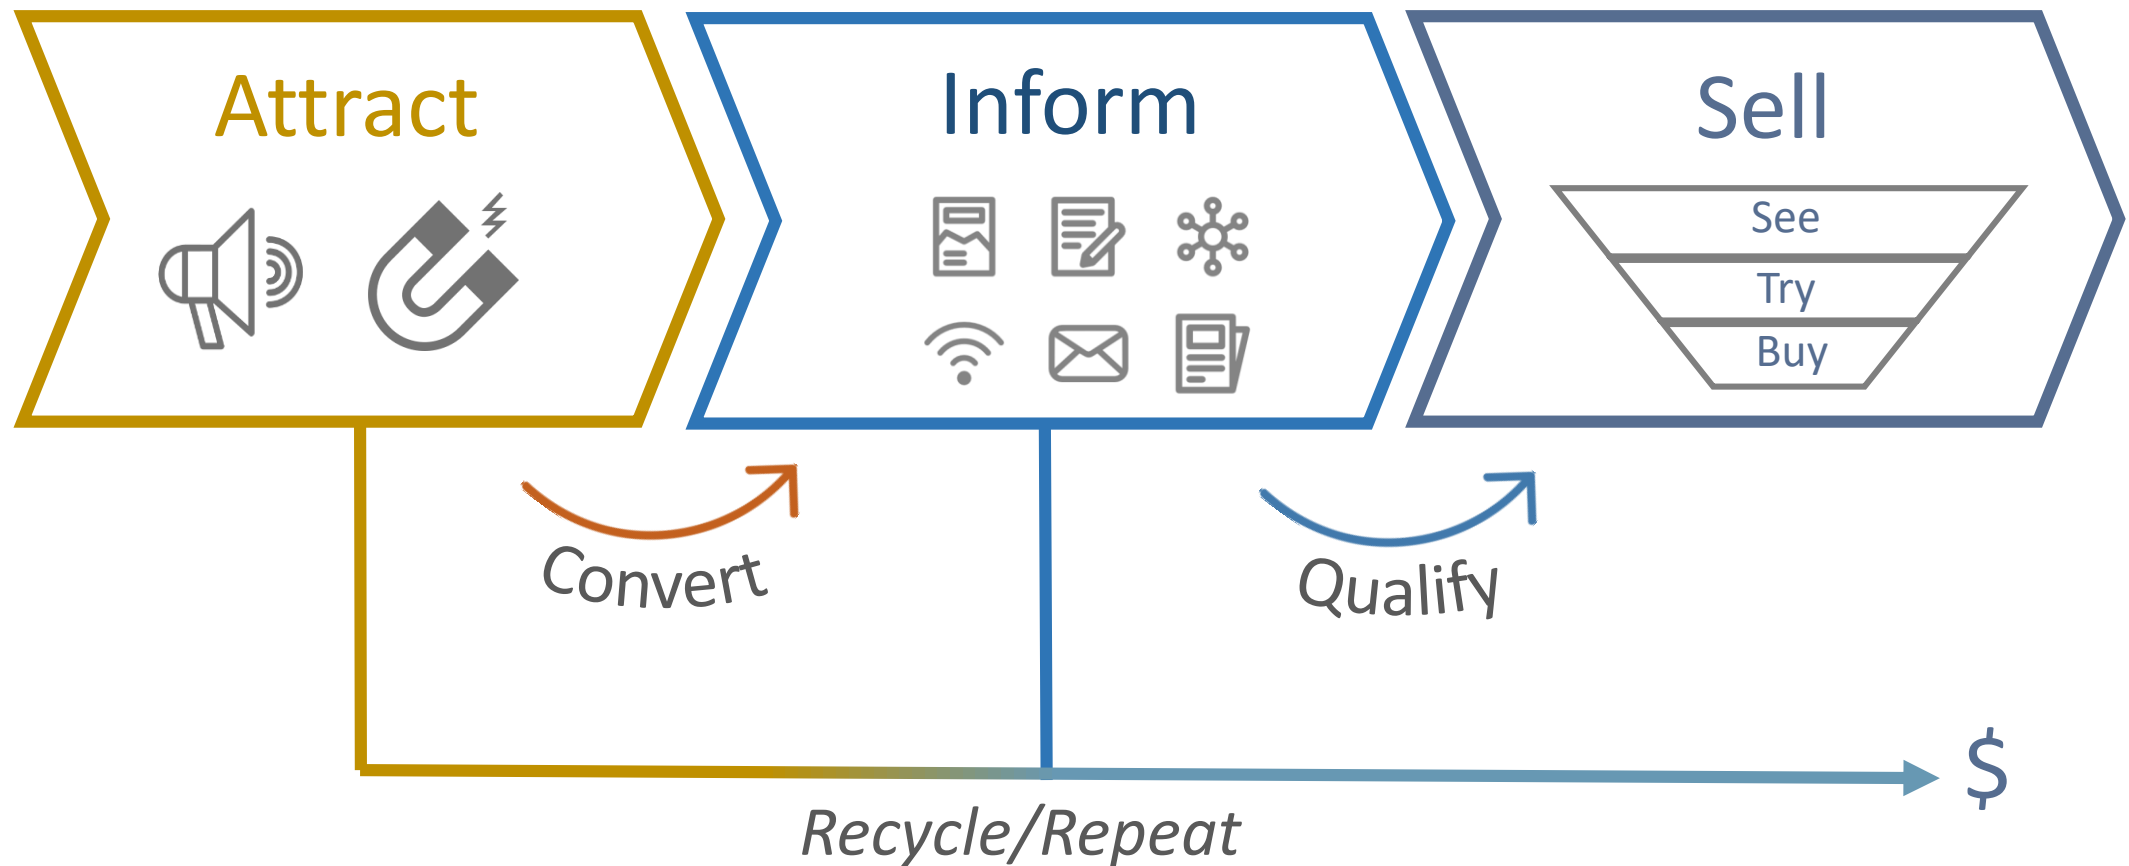 Attract
Inform
Sell
See
Try
Buy
Convert
Qualify
$
Recycle/Repeat